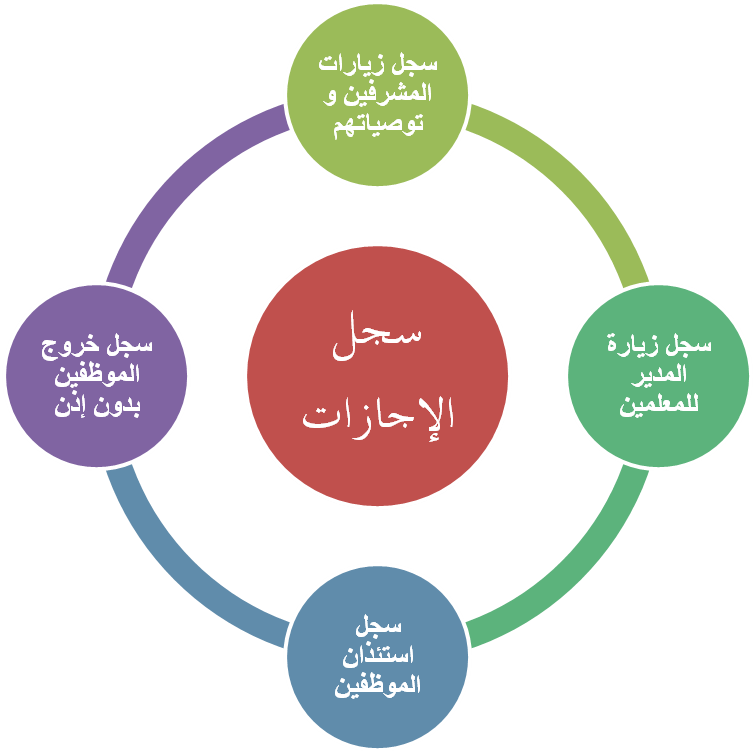 سجل زيارات
المشرفين و
توصياتهم
سجل زيارة
المدير
للمعلمين
سجل
الإجازات
سجل خروج
الموظفين
بدون إذن
سجل
استئذان
الموظفين